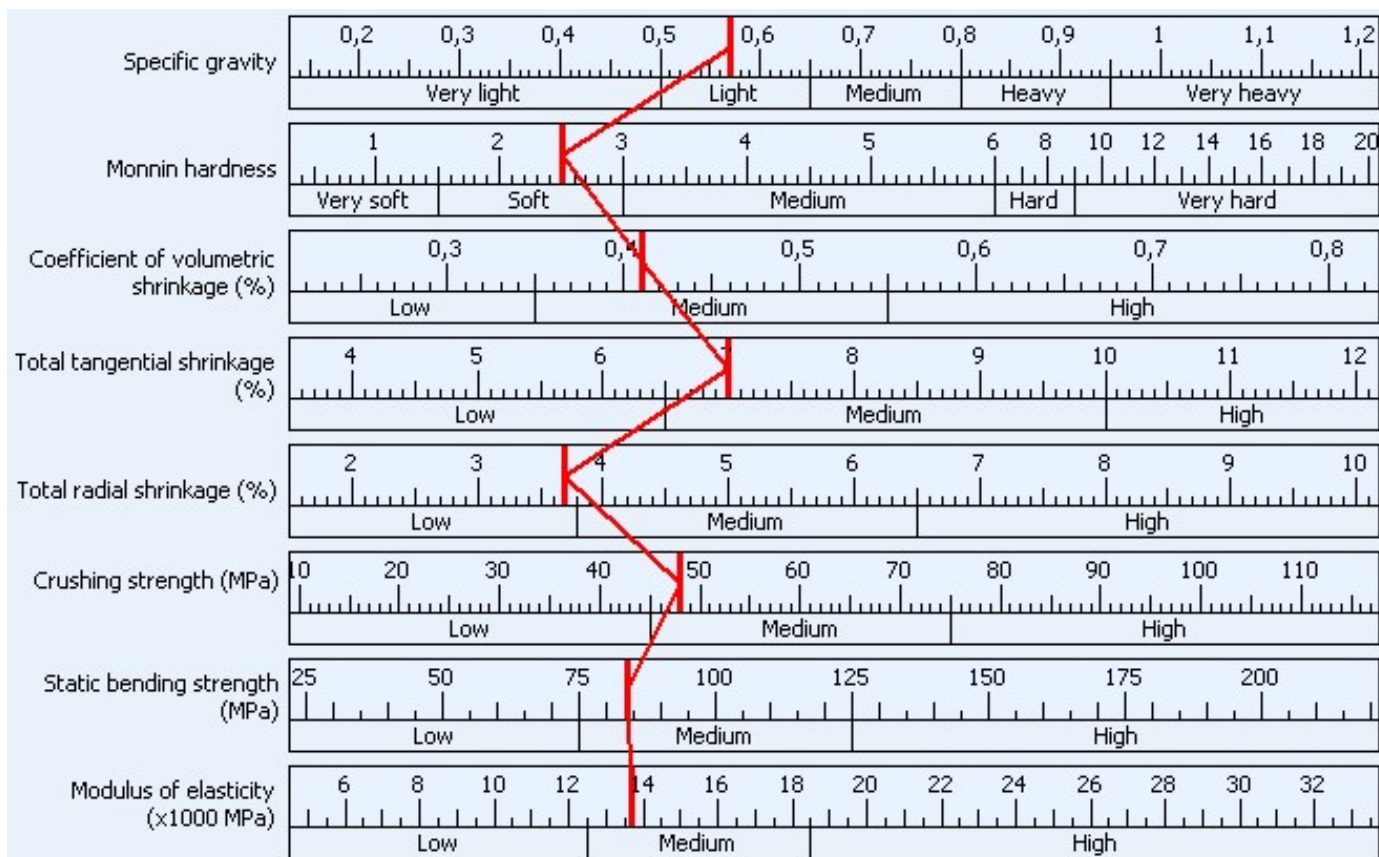 0,2 0,3 0,4 0,5 0,6 0,7 0,8 0,9 1 1,1 1,2
Specific gravity
Very light Light Medium Heavy Very heavy
1 2 3 4 5 6 8 10 12 14 16 18 20
Monnin hardness
Very soft Soft Medium Hard Very hard
0,3 0,4 0,5 0,6 0,7 0,8
Coefficient of volumetric
shrinkage (%)
Low Medium High
4 5 6 7 8 9 10 11 12
Total tangential shrinkage
(%)
Low Medium High
2 3 4 5 6 7 8 9 10
Total radial shrinkage (%)
Low Medium High
10 20 30 40 50 60 70 80 90 100 110
Crushing strength (MPa)
Low Medium High
25 50 75 100 125 150 175 200
Static bending strength
(MPa)
Low Medium High
6 8 10 12 14 16 18 20 22 24 26 28 30 32
Modulus of elasticity
(x1000 MPa)
Low Medium High